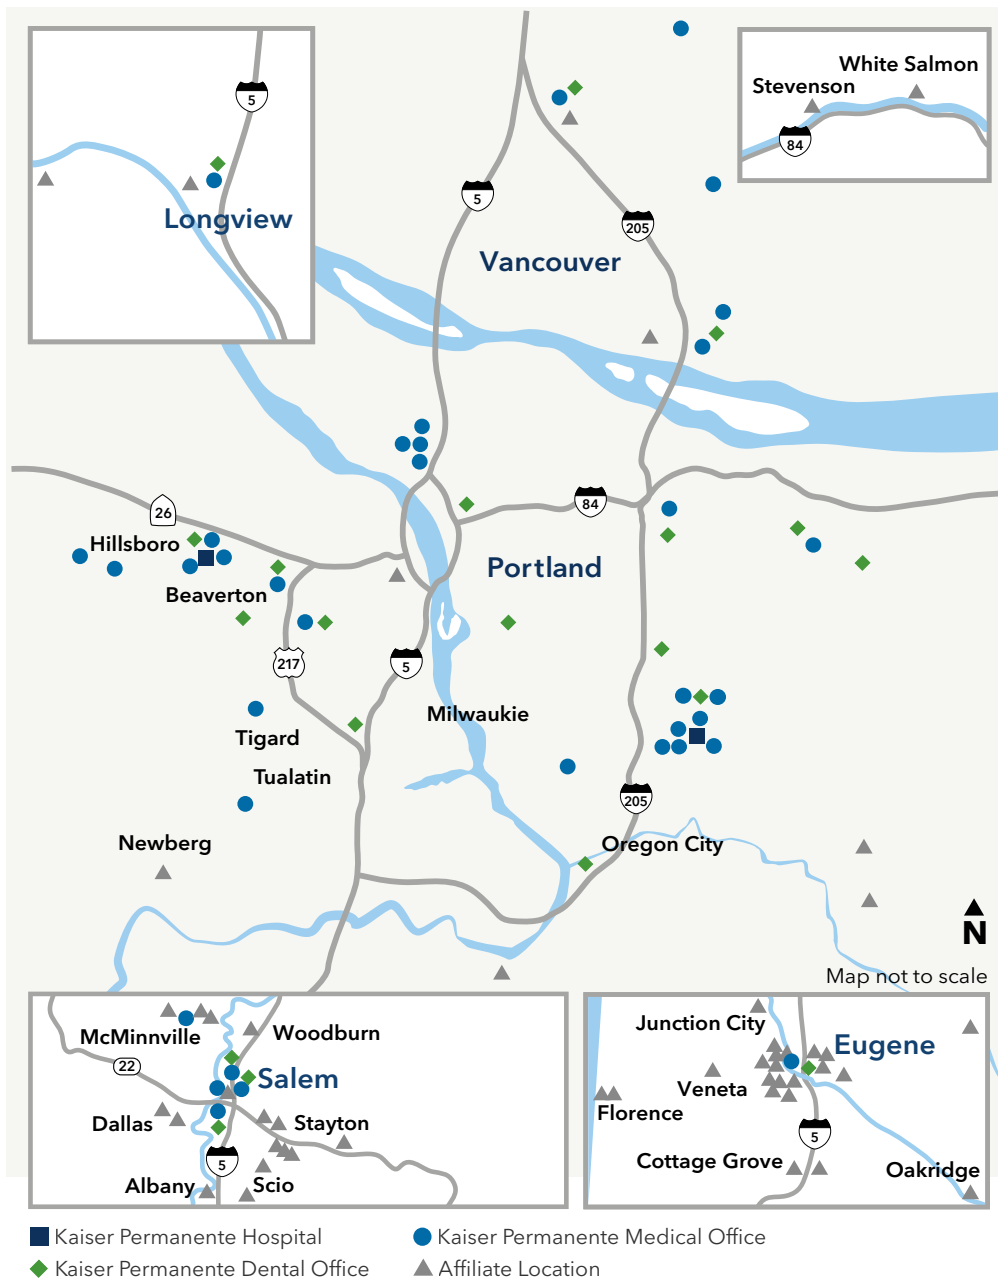 White Salmon
Stevenson
84
5
Longview
5
205
Vancouver
26
84
Hillsboro
Portland
Beaverton
217
5
Milwaukie
Tigard
Tualatin
205
Newberg
Oregon City
N
Map not to scale
McMinnville
Woodburn
22
Salem
Dallas
Stayton
5
Albany
Scio
Junction City
Eugene
Veneta
Florence
5
Cottage Grove
Oakridge
Kaiser Permanente Hospital
Kaiser Permanente Medical Office
Kaiser Permanente Dental Office
Affiliate Location